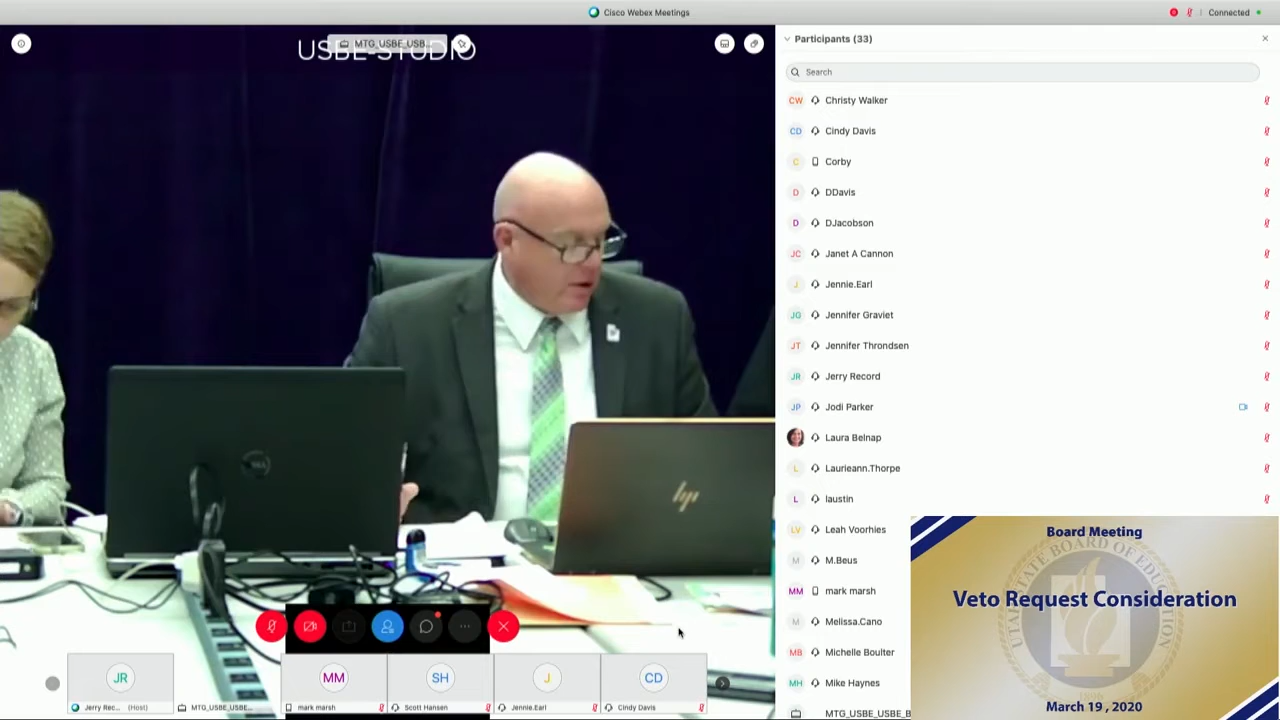 Cisco Webex Meetings
Connected
USBE-STUDIO
MTG_USBE_USB...
Participants (33)
Search
CW Christy Walker
CD Cindy Davis
C Corby
D DDavis
D DJacobson
JC Janet A Cannon
J Jennie.Earl
JG Jennifer Graviet
JT Jennifer Throndsen
JR Jerry Record
JP Jodi Parker
Laura Belnap
L Laurieann.Thorpe
L laustin
LV Leah Voorhies
M M.Beus
MM mark marsh
M Melissa.Cano
MB Michelle Boulter
MH Mike Haynes
MTG_USBE_USBE_B
hp
DELL
JR
Jerry Rec... (Host)
MTG_USBE_USBE...
MM
mark marsh
SH
Scott Hansen
J
Jennie.Earl
CD
Cindy Davis
Board Meeting
Veto Request Consideration
March 19 , 2020